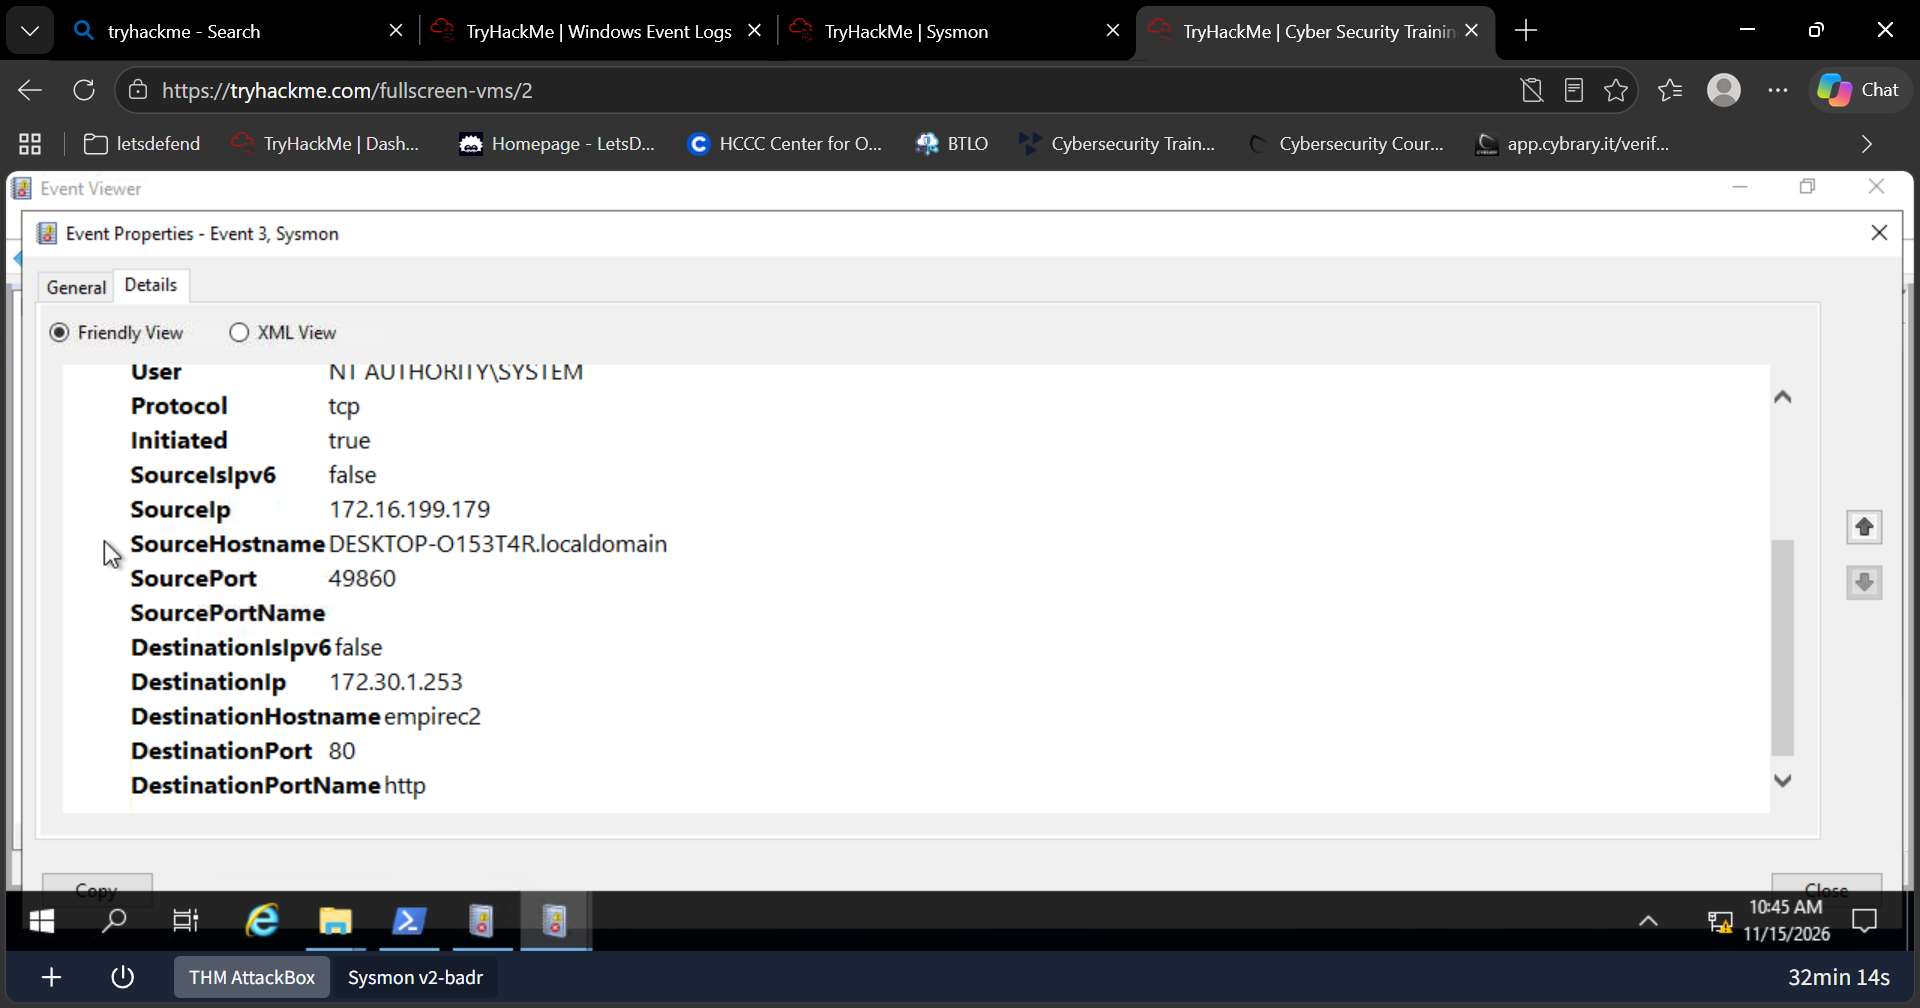 tryhackme - Search
TryHackMe | Windows Event Logs
TryHackMe | Sysmon
TryHackMe | Cyber Security Trainin
https://tryhackme.com/fullscreen-vms/2
Chat
letsdefend
TryHackMe | Dash...
Homepage - LetsD...
HCCC Center for O...
BTLO
Cybersecurity Train...
Cybersecurity Cour...
app.cybrary.it/verif...
Event Viewer
Event Properties - Event 3, Sysmon
General
Details
Friendly View
XML View
User NT AUTHORITY\SYSTEM
Protocol tcp
Initiated true
SourceIsIpv6 false
SourceIp 172.16.199.179
SourceHostname DESKTOP-O153T4R.localdomain
SourcePort 49860
SourcePortName
DestinationIsIpv6 false
DestinationIp 172.30.1.253
DestinationHostname empirec2
DestinationPort 80
DestinationPortName http
Copy
Close
10:45 AM
11/15/2026
THM AttackBox
Sysmon v2-badr
32min 14s